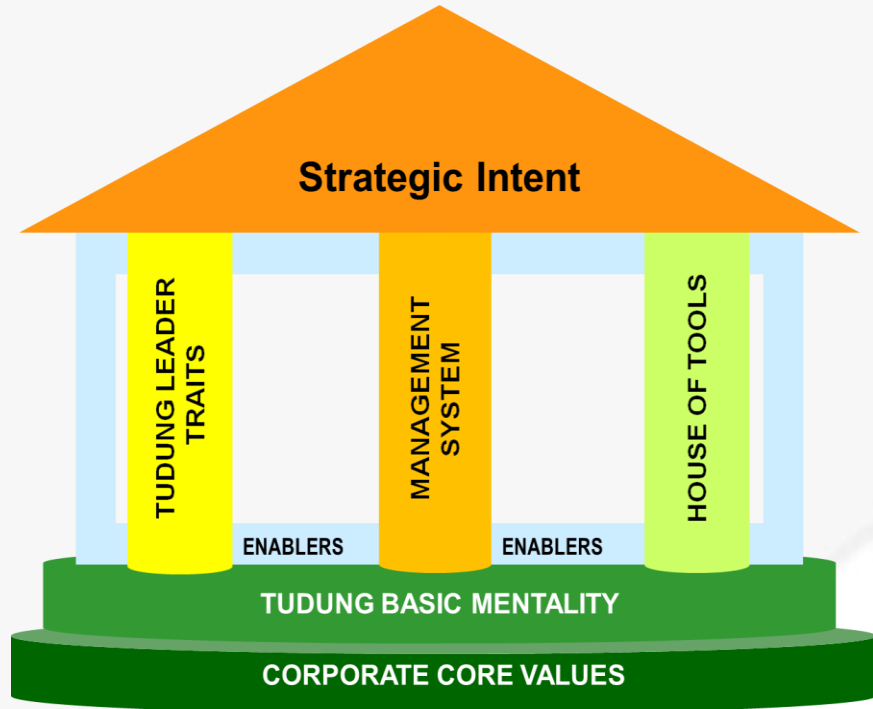 Strategic Intent
TUDUNG LEADER
TRAITS
MANAGEMENT
SYSTEM
HOUSE OF TOOLS
ENABLERS
ENABLERS
TUDUNG BASIC MENTALITY
CORPORATE CORE VALUES